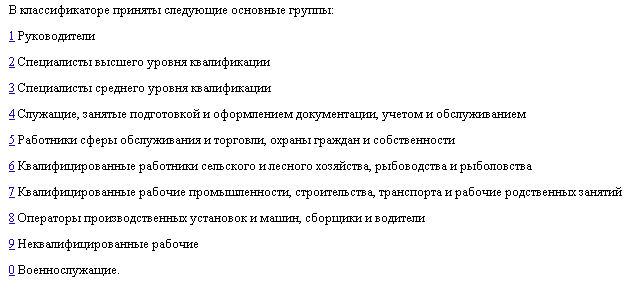 В классификаторе приняты следующие основные группы:
1 Руководители
2 Специалисты высшего уровня квалификации
3 Специалисты среднего уровня квалификации
4 Служащие, занятые подготовкой и оформлением документации, учетом и обслуживанием
5 Работники сферы обслуживания и торговли, охраны граждан и собственности
6 Квалифицированные работники сельского и лесного хозяйства, рыбоводства и рыболовства
7 Квалифицированные рабочие промышленности, строительства, транспорта и рабочие родственных занятий
8 Операторы производственных установок и машин, сборщики и водители
9 Неквалифицированные рабочие
0 Военнослужащие.